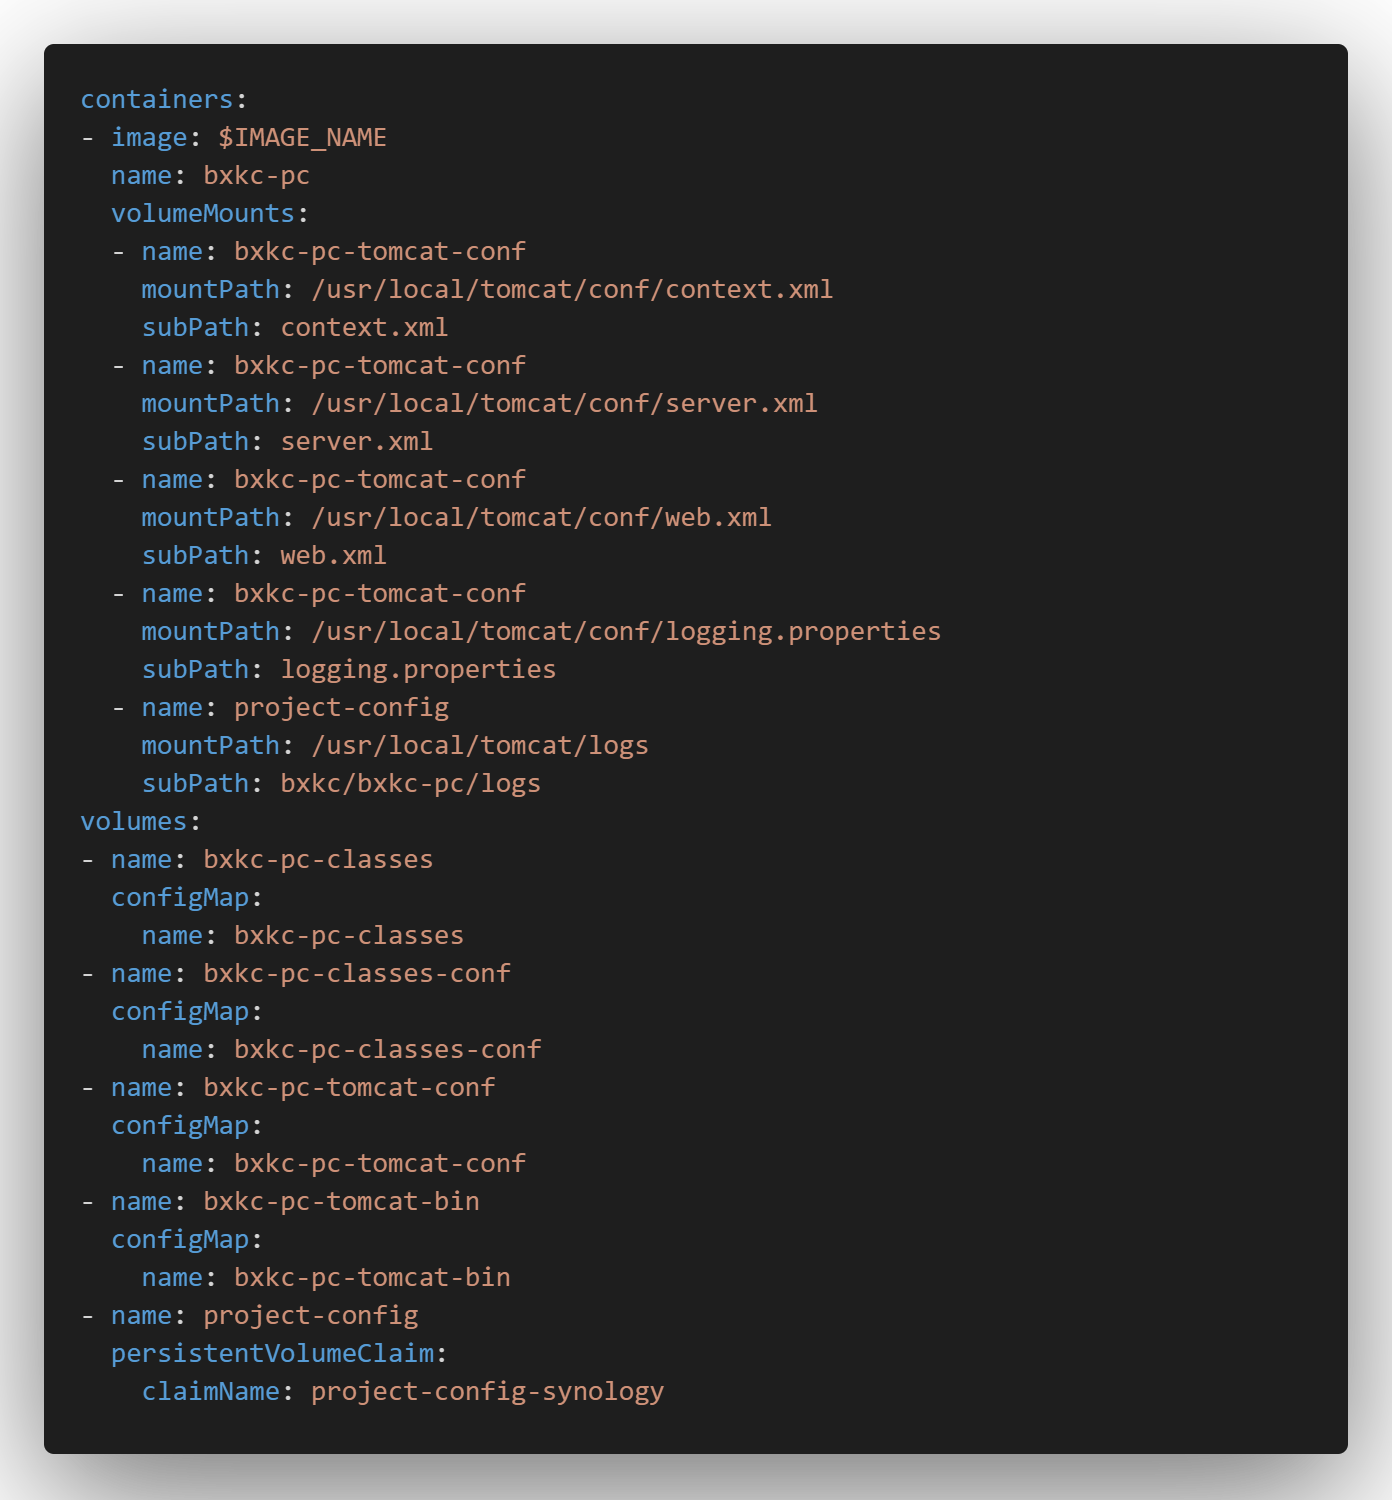 containers:
- image: $IMAGE_NAME
  name: bxkc-pc
  volumeMounts:
  - name: bxkc-pc-tomcat-conf
    mountPath: /usr/local/tomcat/conf/context.xml
    subPath: context.xml
  - name: bxkc-pc-tomcat-conf
    mountPath: /usr/local/tomcat/conf/server.xml
    subPath: server.xml
  - name: bxkc-pc-tomcat-conf
    mountPath: /usr/local/tomcat/conf/web.xml
    subPath: web.xml
  - name: bxkc-pc-tomcat-conf
    mountPath: /usr/local/tomcat/conf/logging.properties
    subPath: logging.properties
  - name: project-config
    mountPath: /usr/local/tomcat/logs
    subPath: bxkc/bxkc-pc/logs
volumes:
- name: bxkc-pc-classes
  configMap:
    name: bxkc-pc-classes
- name: bxkc-pc-classes-conf
  configMap:
    name: bxkc-pc-classes-conf
- name: bxkc-pc-tomcat-conf
  configMap:
    name: bxkc-pc-tomcat-conf
- name: bxkc-pc-tomcat-bin
  configMap:
    name: bxkc-pc-tomcat-bin
- name: project-config
  persistentVolumeClaim:
    claimName: project-config-synology